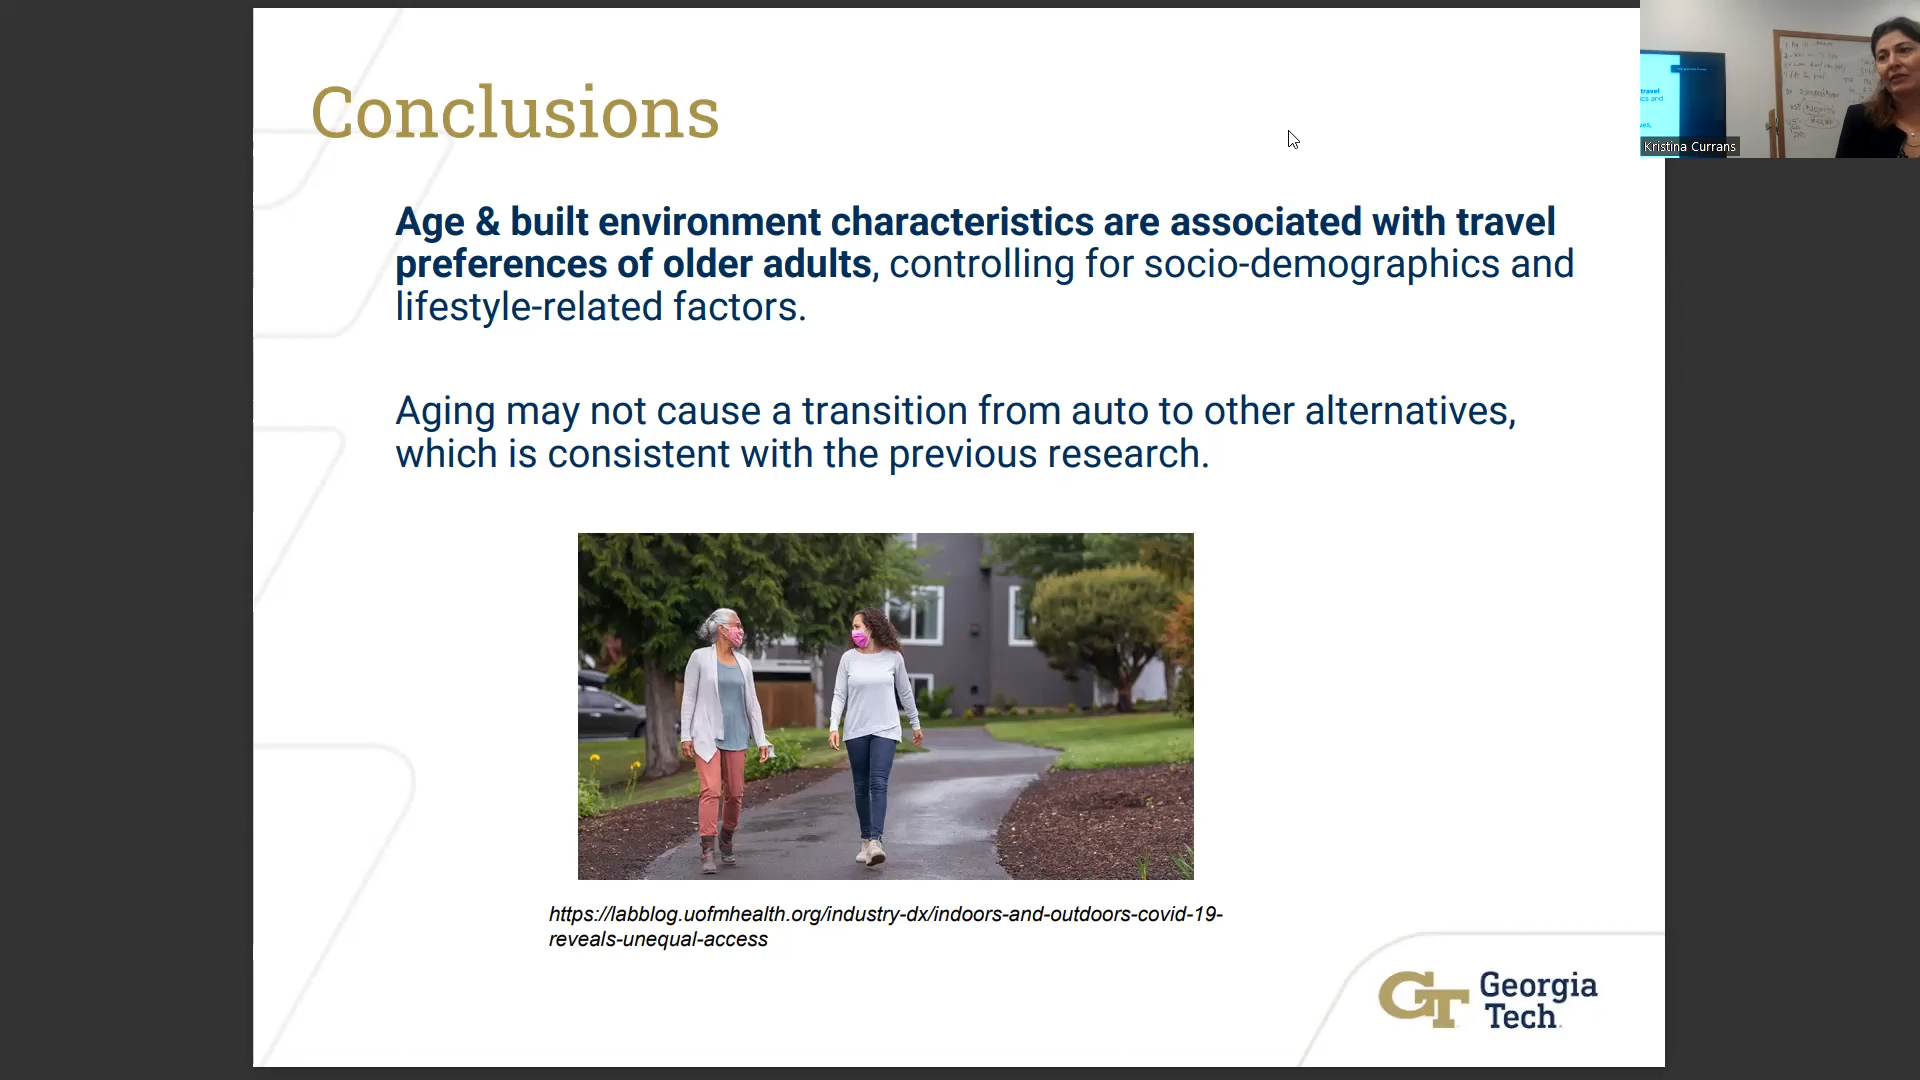 Conclusions
Age & built environment characteristics are associated with travel
preferences of older adults, controlling for socio-demographics and
lifestyle-related factors.
Aging may not cause a transition from auto to other alternatives,
which is consistent with the previous research.
https://labblog.uofmhealth.org/industry-dx/indoors-and-outdoors-covid-19-
reveals-unequal-access
GT Georgia
Tech
travel
Kristina Currans